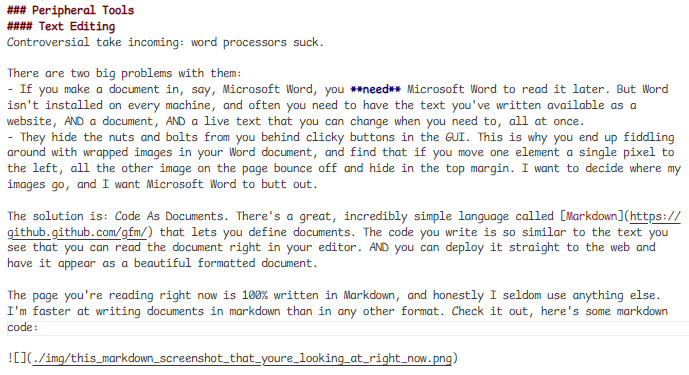 ### Peripheral Tools
#### Text Editing
Controversial take incoming: word processors suck.
There are two big problems with them:
- If you make a document in, say, Microsoft Word, you **need** Microsoft Word to read it later. But Word
isn't installed on every machine, and often you need to have the text you've written available as a
website, AND a document, AND a live text that you can change when you need to, all at once.
- They hide the nuts and bolts from you behind clicky buttons in the GUI. This is why you end up fiddling
around with wrapped images in your Word document, and find that if you move one element a single pixel to
the left, all the other image on the page bounce off and hide in the top margin. I want to decide where my
images go, and I want Microsoft Word to butt out.
The solution is: Code As Documents. There's a great, incredibly simple language called [Markdown](https://
github.github.com/gfm/) that lets you define documents. The code you write is so similar to the text you
see that you can read the document right in your editor. AND you can deploy it straight to the web and
have it appear as a beautiful formatted document.
The page you're reading right now is 100% written in Markdown, and honestly I seldom use anything else.
I'm faster at writing documents in markdown than in any other format. Check it out, here's some markdown
code:
![](./img/this_markdown_screenshot_that_youre_looking_at_right_now.png)